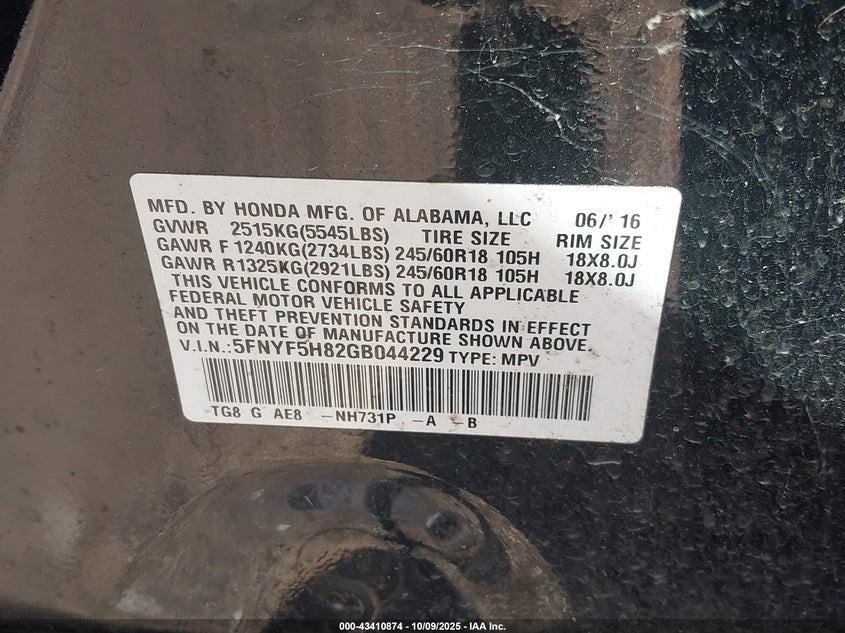 MFD. BY HONDA MFG. OF ALABAMA, LLC 06/'16
GVWR 2515KG(5545LBS) TIRE SIZE RIM SIZE
GAWR F 1240KG(2734LBS) 245/60R18 105H 18X8.0J
GAWR R 1325KG(2921LBS) 245/60R18 105H 18X8.0J
THIS VEHICLE CONFORMS TO ALL APPLICABLE
FEDERAL MOTOR VEHICLE SAFETY
AND THEFT PREVENTION STANDARDS IN EFFECT
ON THE DATE OF MANUFACTURE SHOWN ABOVE.
V.I.N.:5FNYF5H82GB044229 TYPE: MPV
TG8 G AE8 -NH731P -A -B
000-43410874 | 10/09/2025 | IAA Inc.